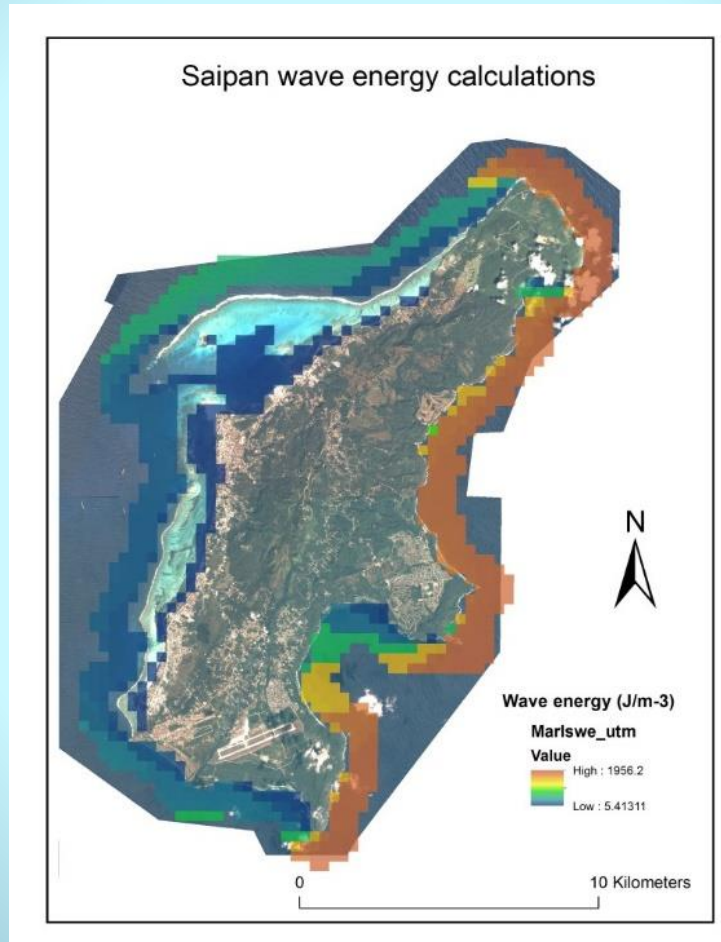 Saipan wave energy calculations
N
Wave energy (J/m-3)
Marlswe_utm
Value
High : 1956.2
Low : 5.41311
0 10 Kilometers